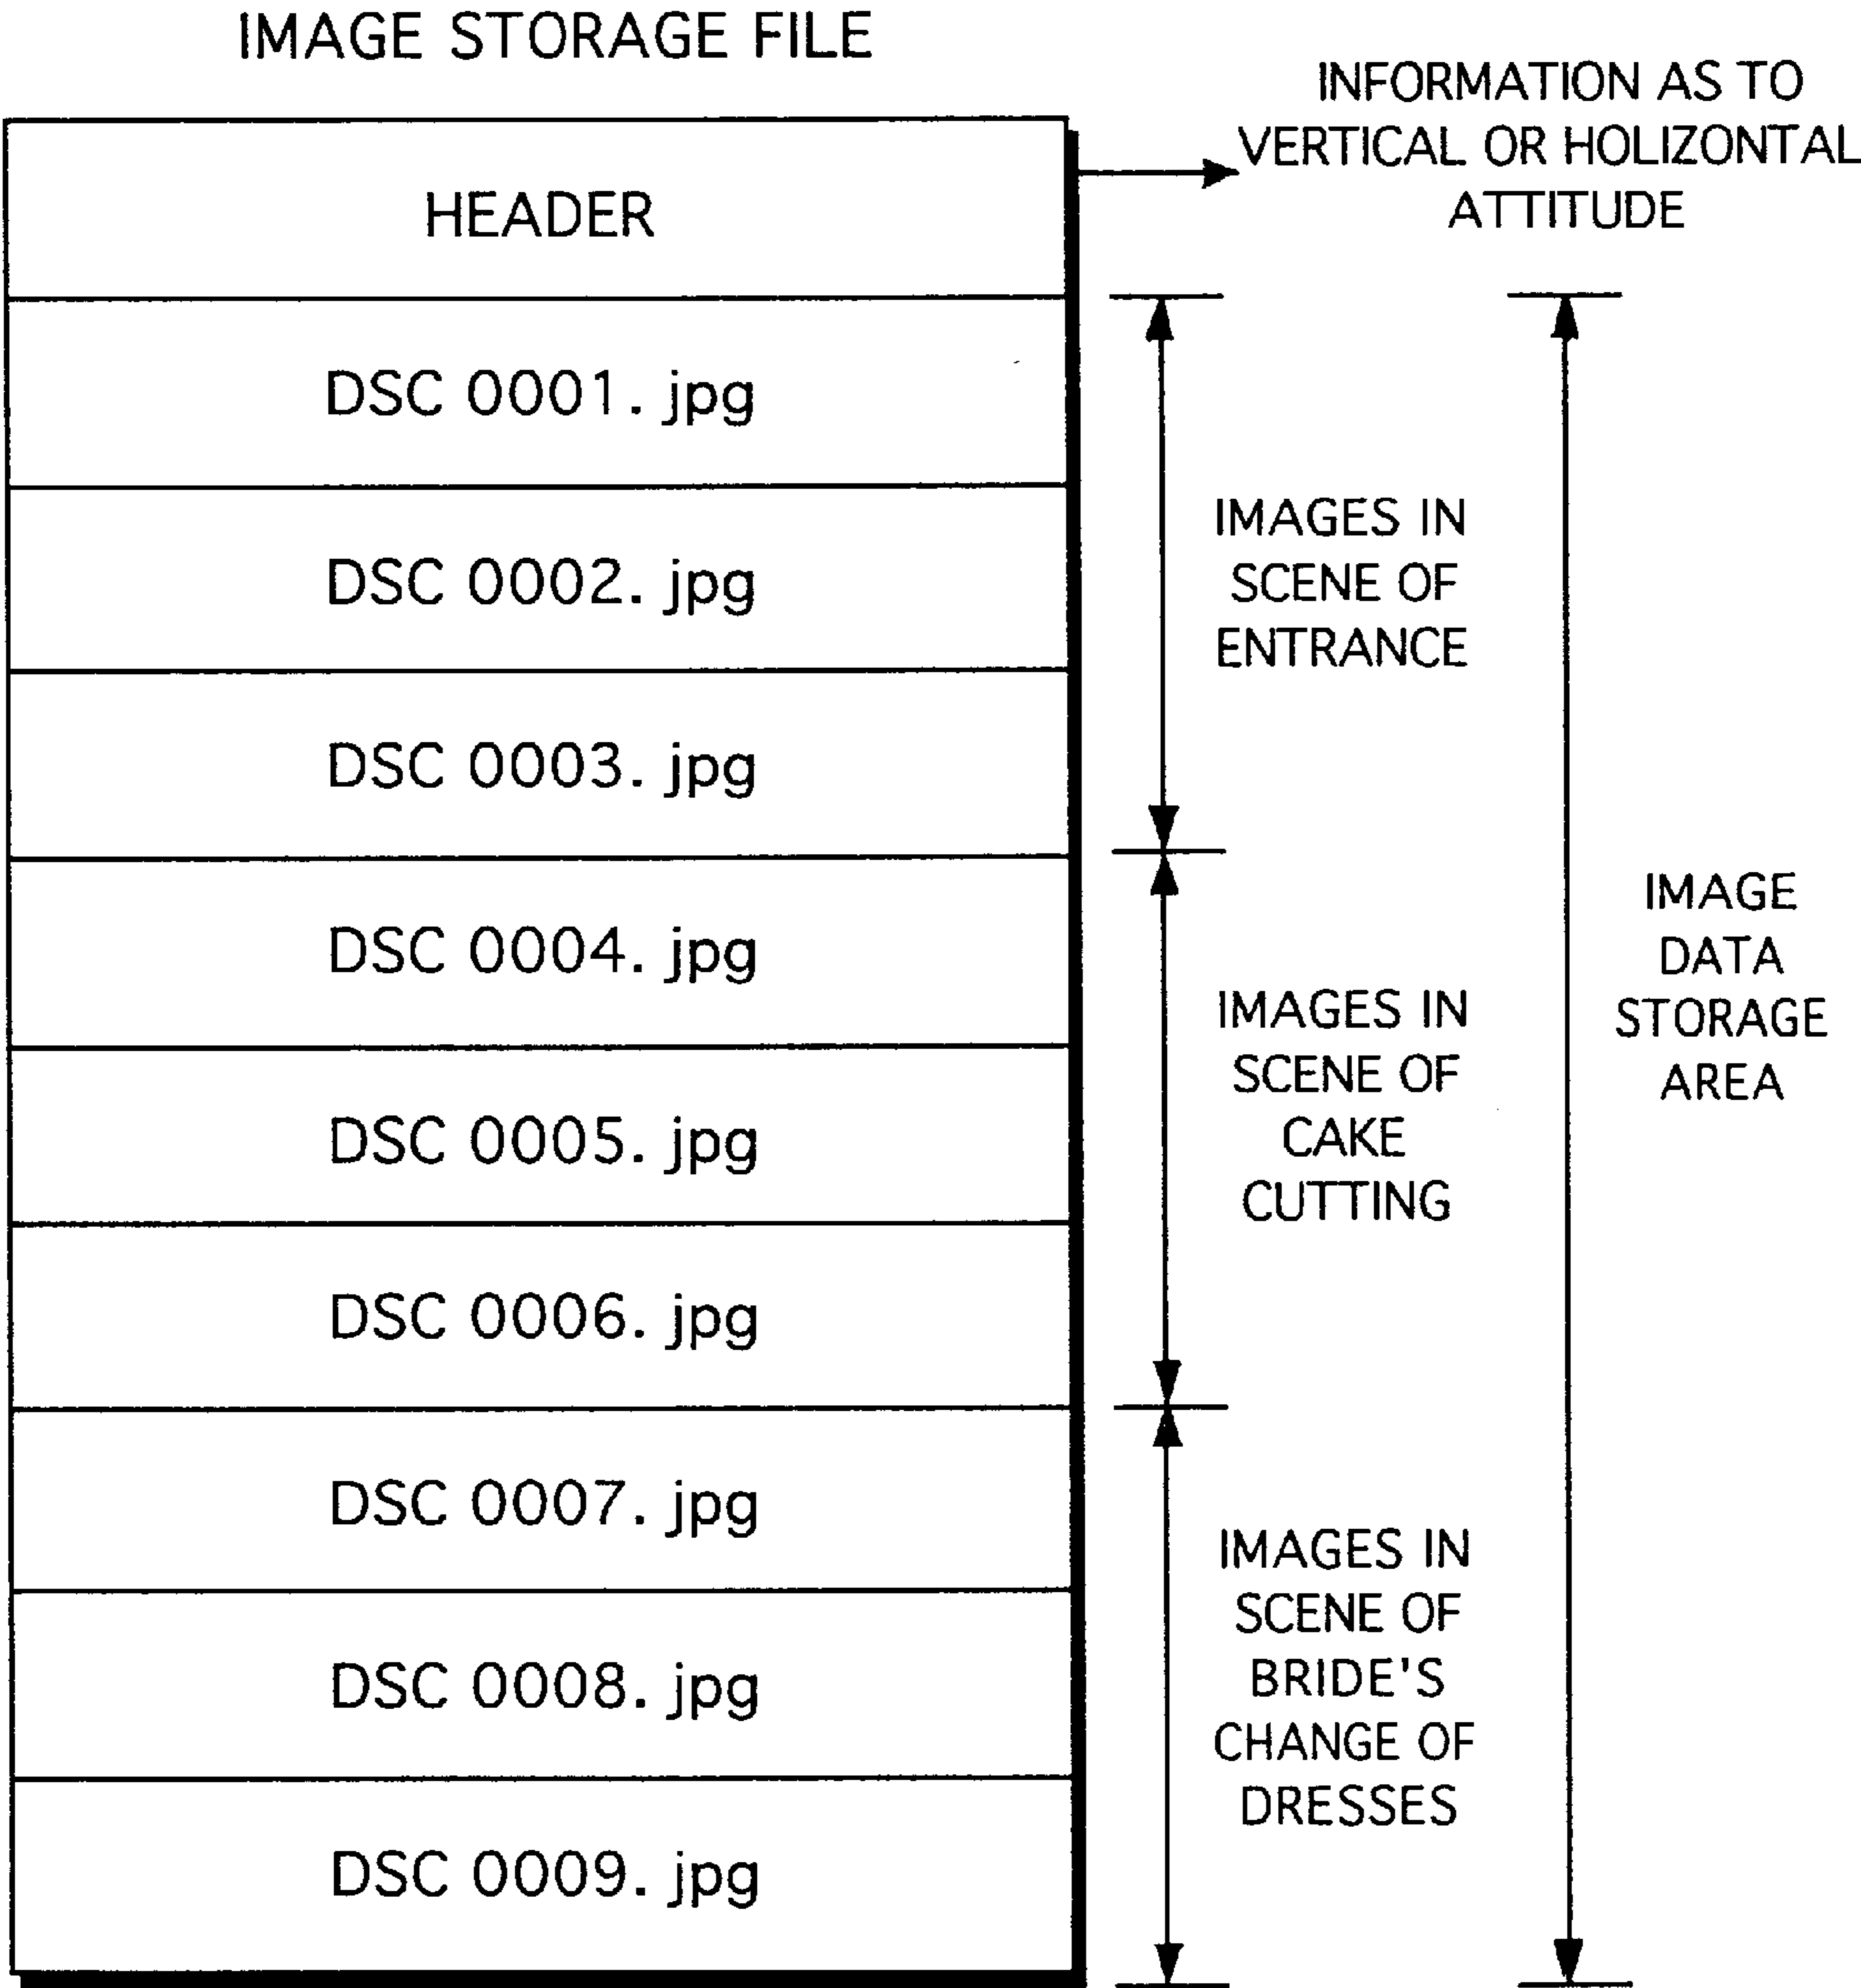 IMAGE STORAGE FILE
INFORMATION AS TO
VERTICAL OR HOLIZONTAL
ATTITUDE
HEADER
DSC 0001. jpg
DSC 0002. jpg
DSC 0003. jpg
IMAGES IN
SCENE OF
ENTRANCE
DSC 0004. jpg
DSC 0005. jpg
DSC 0006. jpg
IMAGES IN
SCENE OF
CAKE
CUTTING
DSC 0007. jpg
DSC 0008. jpg
DSC 0009. jpg
IMAGES IN
SCENE OF
BRIDE'S
CHANGE OF
DRESSES
IMAGE
DATA
STORAGE
AREA